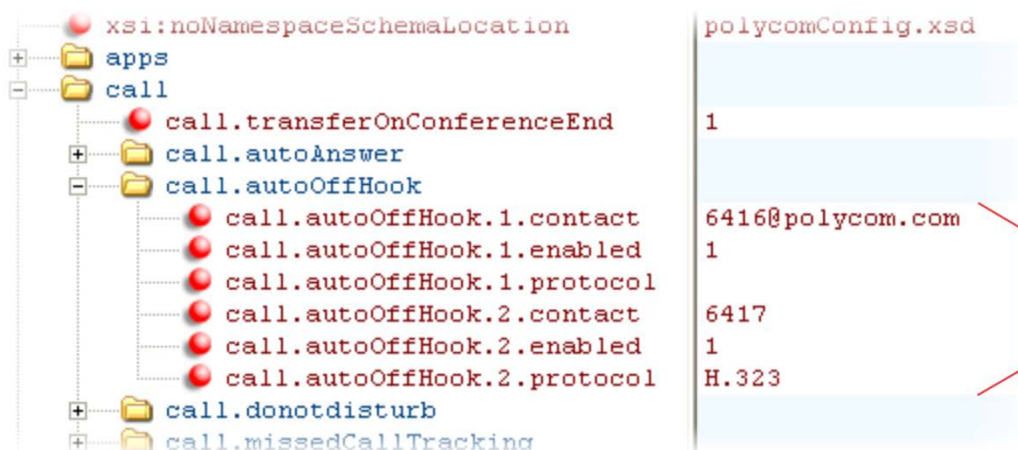 xsi:noNamespaceSchemaLocation polycomConfig.xsd
apps
call
call.transferOnConferenceEnd 1
call.autoAnswer
call.autoOffHook
call.autoOffHook.1.contact 6416@polycom.com
call.autoOffHook.1.enabled 1
call.autoOffHook.1.protocol
call.autoOffHook.2.contact 6417
call.autoOffHook.2.enabled 1
call.autoOffHook.2.protocol H.323
call.donotdisturb
call.missedCallTracking